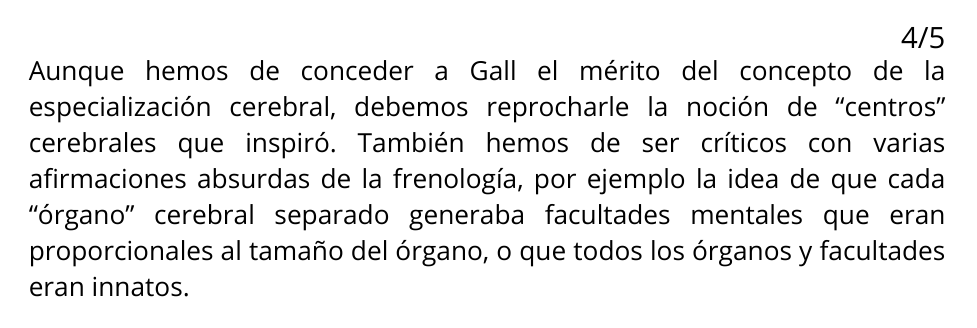 4/5
Aunque hemos de conceder a Gall el mérito del concepto de la
especialización cerebral, debemos reprocharle la noción de “centros”
cerebrales que inspiró. También hemos de ser críticos con varias
afirmaciones absurdas de la frenología, por ejemplo la idea de que cada
“órgano” cerebral separado generaba facultades mentales que eran
proporcionales al tamaño del órgano, o que todos los órganos y facultades
eran innatos.